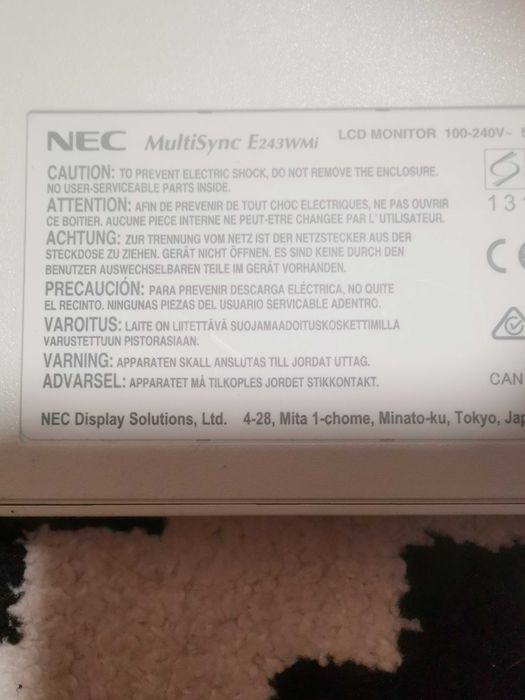 NEC MultiSync E243WMi LCD MONITOR 100-240V~
CAUTION: TO PREVENT ELECTRIC SHOCK, DO NOT REMOVE THE ENCLOSURE.
NO USER-SERVICEABLE PARTS INSIDE.
ATTENTION: AFIN DE PREVENIR DE TOUT CHOC ELECTRIQUES, NE PAS OUVRIR
CE BOITIER. AUCUNE PIECE INTERNE NE PEUT-ETRE CHANGEE PAR L' UTILISATEUR.
ACHTUNG: ZUR TRENNUNG VOM NETZ IST DER NETZSTECKER AUS DER
STECKDOSE ZU ZIEHEN. GERÄT NICHT ÖFFNEN. ES SIND KEINE DURCH DEN
BENUTZER AUSWECHSELBAREN TEILE IM GERÄT VORHANDEN.
PRECAUCIÓN: PARA PREVENIR DESCARGA ELÉCTRICA, NO QUITE
EL RECINTO. NINGUNAS PIEZAS DEL USUARIO SERVICABLE ADENTRO.
VAROITUS: LAITE ON LIITETTÄVÄ SUOJAMAADOITUSKOSKETTIMILLA
VARUSTETTUUN PISTORASIAAN.
VARNING: APPARATEN SKALL ANSLUTAS TILL JORDAT UTTAG.
ADVARSEL: APPARATET MÅ TILKOPLES JORDET STIKKONTAKT.
NEC Display Solutions, Ltd. 4-28, Mita 1-chome, Minato-ku, Tokyo, Jap
S
131
CE
CAN